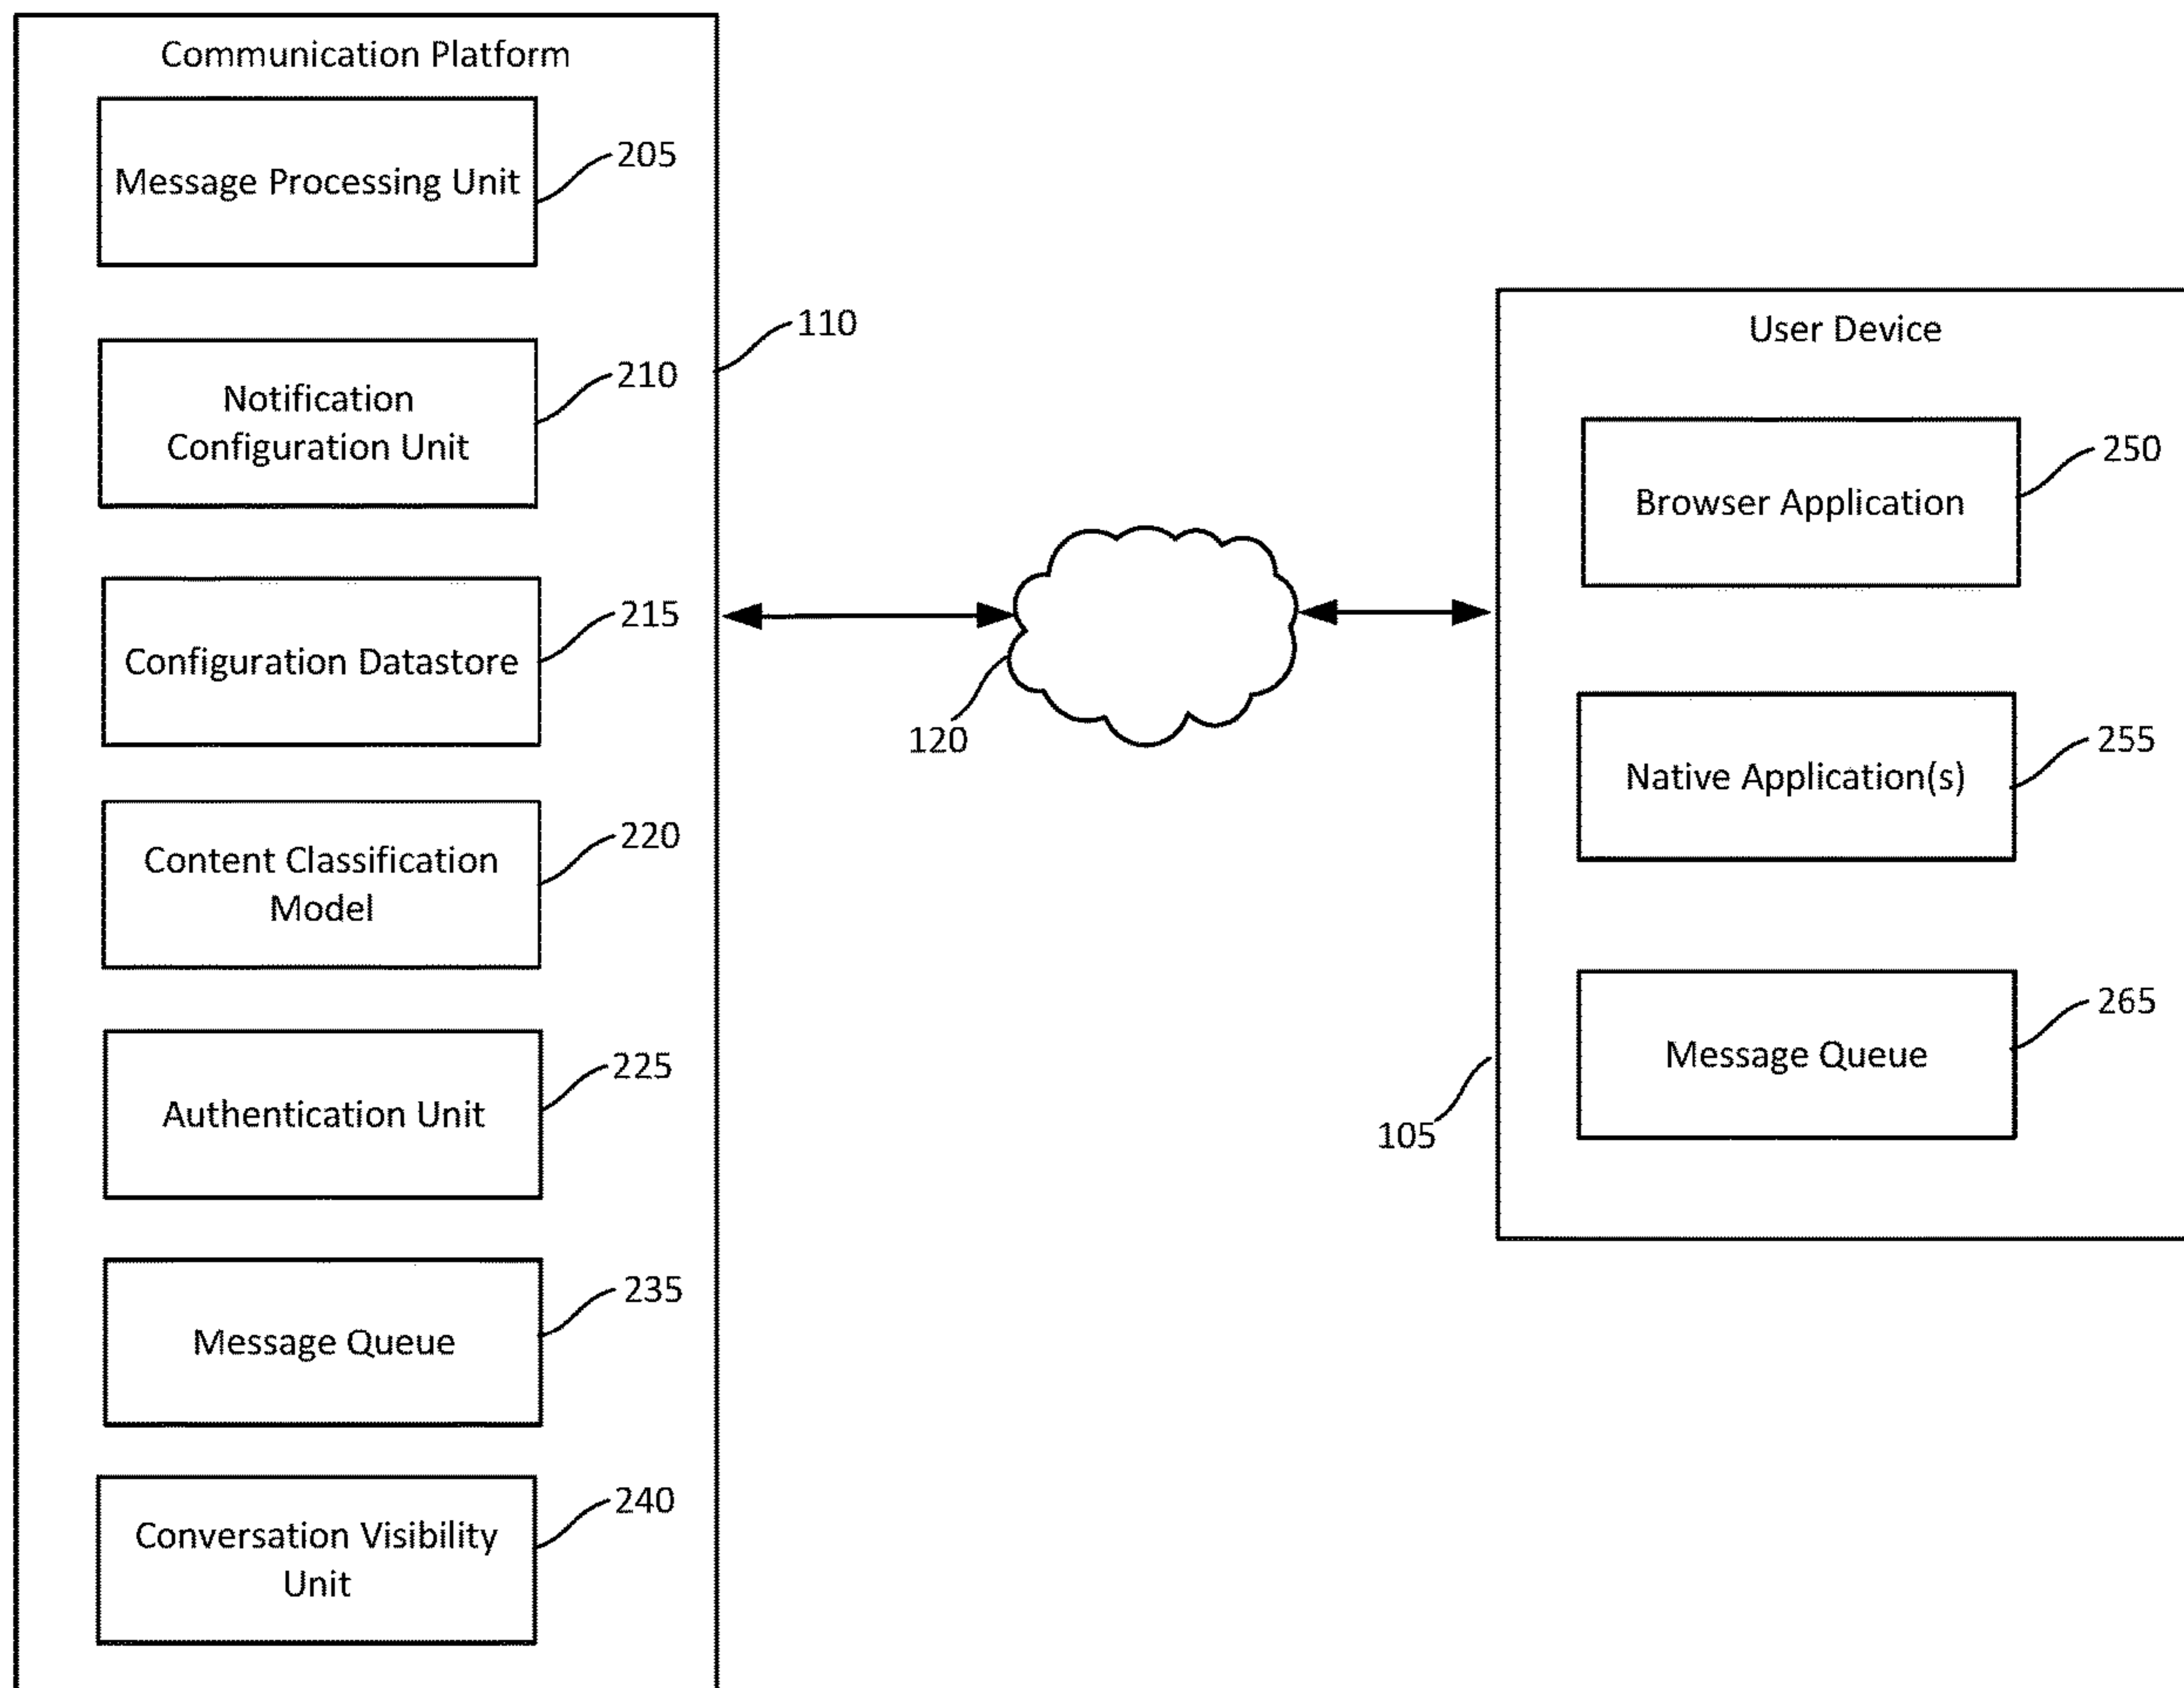 Communication Platform
Message Processing Unit
205
Notification
Configuration Unit
210
110
Configuration Datastore
215
Content Classification
Model
220
Authentication Unit
225
Message Queue
235
Conversation Visibility
Unit
240
120
User Device
Browser Application
250
Native Application(s)
255
Message Queue
265
105